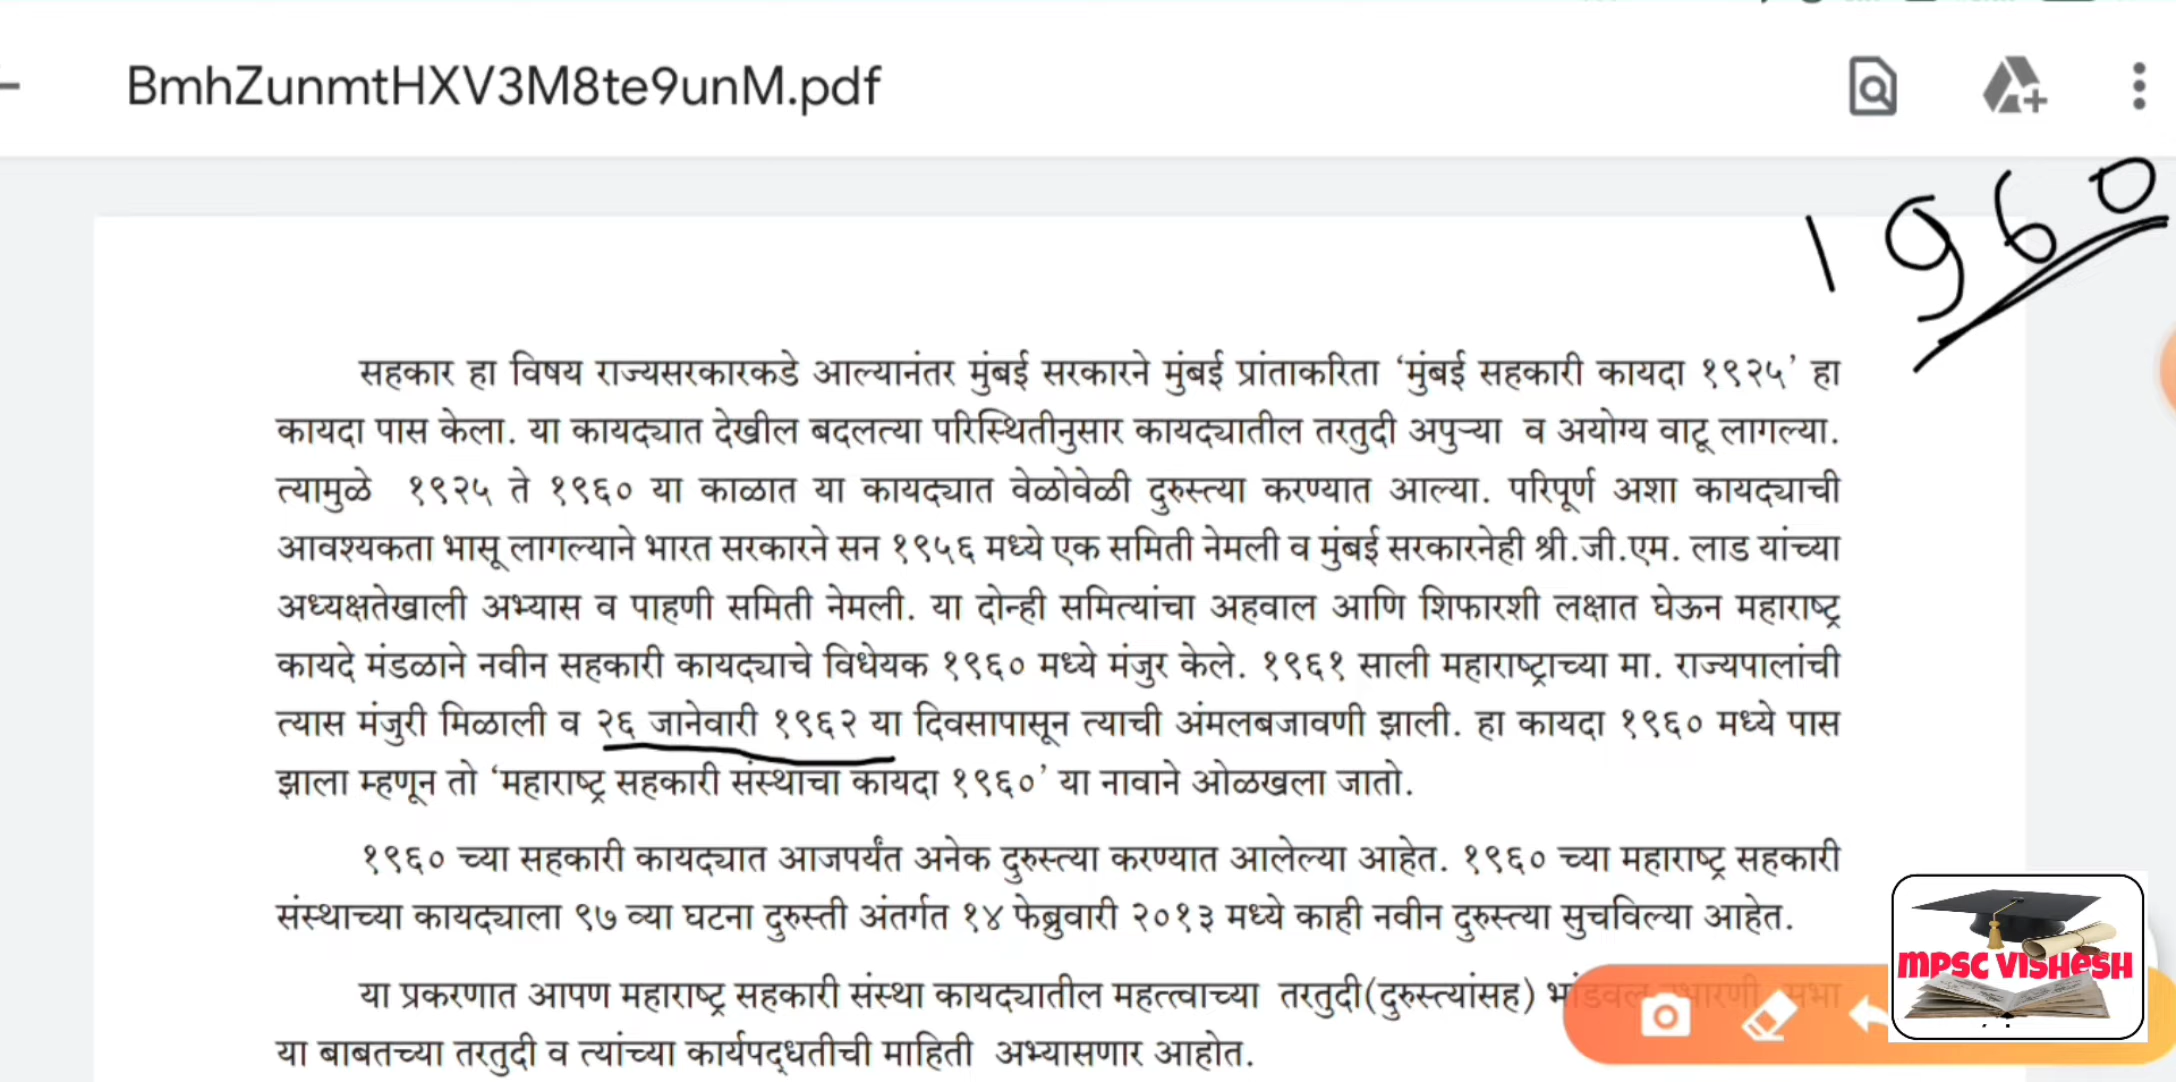 BmhZunmtHXV3M8te9unM.pdf
1960
सहकार हा विषय राज्यसरकारकडे आल्यानंतर मुंबई सरकारने मुंबई प्रांताकरिता ‘मुंबई सहकारी कायदा १९२५’ हा
कायदा पास केला. या कायद्यात देखील बदलत्या परिस्थितीनुसार कायद्यातील तरतुदी अपुऱ्या व अयोग्य वाटू लागल्या.
त्यामुळे १९२५ ते १९६० या काळात या कायद्यात वेळोवेळी दुरुस्त्या करण्यात आल्या. परिपूर्ण अशा कायद्याची
आवश्यकता भासू लागल्याने भारत सरकारने सन १९५६ मध्ये एक समिती नेमली व मुंबई सरकारनेही श्री.जी.एम. लाड यांच्या
अध्यक्षतेखाली अभ्यास व पाहणी समिती नेमली. या दोन्ही समित्यांचा अहवाल आणि शिफारशी लक्षात घेऊन महाराष्ट्र
कायदे मंडळाने नवीन सहकारी कायद्याचे विधेयक १९६० मध्ये मंजुर केले. १९६१ साली महाराष्ट्राच्या मा. राज्यपालांची
त्यास मंजुरी मिळाली व २६ जानेवारी १९६२ या दिवसापासून त्याची अंमलबजावणी झाली. हा कायदा १९६० मध्ये पास
झाला म्हणून तो ‘महाराष्ट्र सहकारी संस्थाचा कायदा १९६०’ या नावाने ओळखला जातो.
१९६० च्या सहकारी कायद्यात आजपर्यंत अनेक दुरुस्त्या करण्यात आलेल्या आहेत. १९६० च्या महाराष्ट्र सहकारी
संस्थाच्या कायद्याला ९७ व्या घटना दुरुस्ती अंतर्गत १४ फेब्रुवारी २०१३ मध्ये काही नवीन दुरुस्त्या सुचविल्या आहेत.
या प्रकरणात आपण महाराष्ट्र सहकारी संस्था कायद्यातील महत्त्वाच्या तरतुदी(दुरुस्त्यांसह) भांडवल उभारणी सभा
या बाबतच्या तरतुदी व त्यांच्या कार्यपद्धतीची माहिती अभ्यासणार आहोत.
MPSC VISHESH